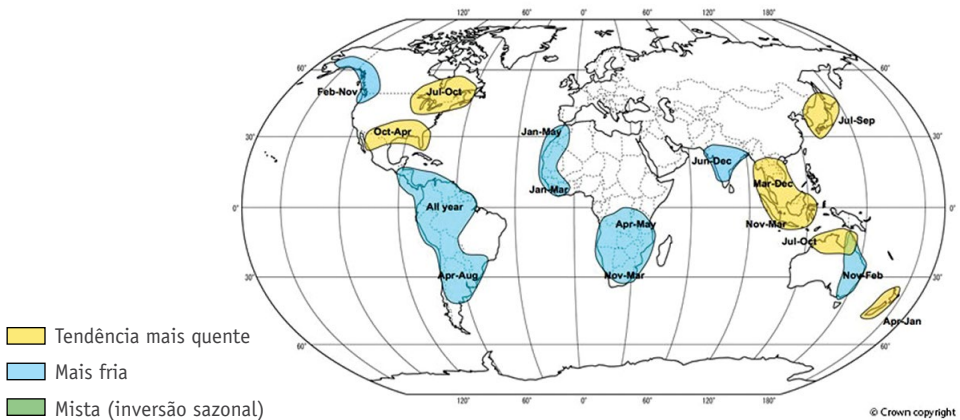 120° 60° 0° 60° 120° 180°
60° 60°
Feb-Nov
Jul-Oct
Jul-Sep
Oct-Apr
Jan-May
30° 30°
Jun-Dec
Jan-Mar
Mar-Dec
All year
0° 0°
Apr-May
Nov-Mar
Jul-Oct
Apr-Aug
Nov-Mar
Nov-Feb
30° 30°
Apr-Jan
Tendência mais quente
60° 60°
Mais fria
120° 60° 0° 60° 120° 180°
Mista (inversão sazonal)
© Crown copyright